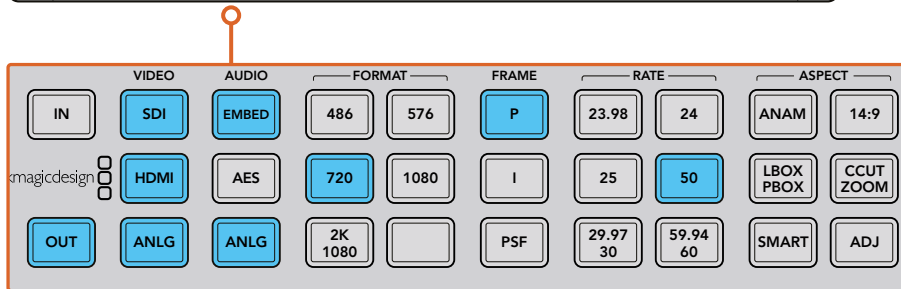 VIDEO AUDIO FORMAT FRAME RATE ASPECT
IN SDI EMBED 486 576 P 23.98 24 ANAM 14:9
kmagicdesign HDMI AES 720 1080 I 25 50 LBOX PBOX CCUT ZOOM
OUT ANLG ANLG 2K 1080 PSF 29.97 30 59.94 60 SMART ADJ